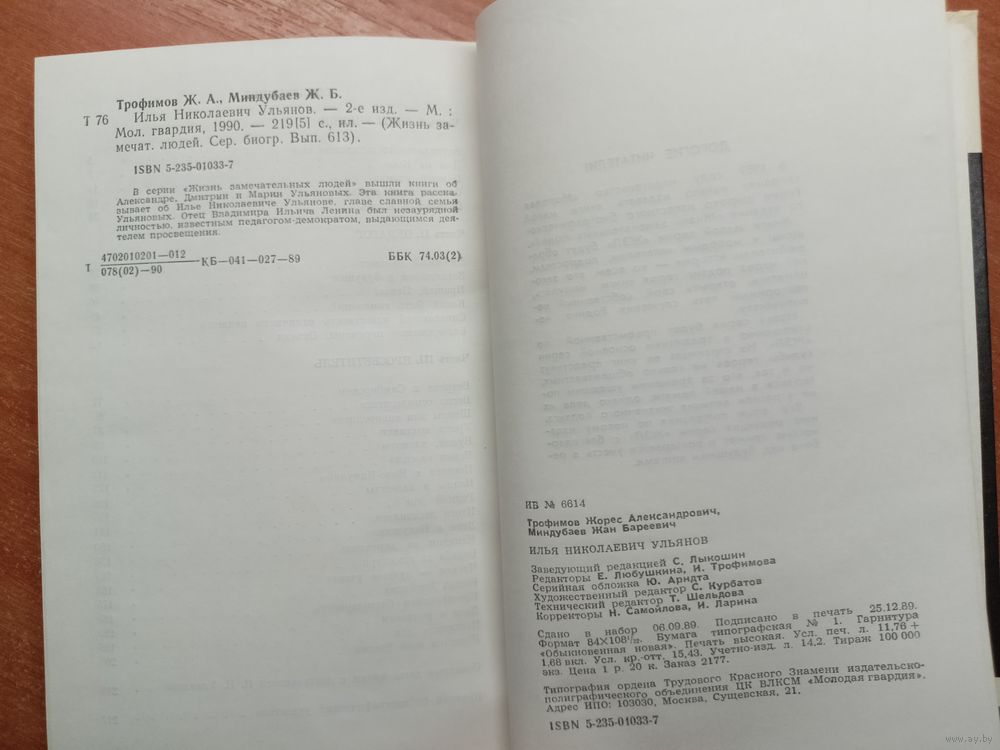 Трофимов Ж. А., Миндубаев Ж. Б.
Т 76 Илья Николаевич Ульянов. — 2-е изд. — М. :
Мол. гвардия, 1990. — 219[5] с., ил. — (Жизнь за-
мечат. людей. Сер. биогр. Вып. 613).
ISBN 5-235-01033-7
В серии «Жизнь замечательных людей» вышли книги об
Александре, Дмитрии и Марии Ульяновых. Эта книга расска-
зывает об Илье Николаевиче Ульянове, главе славной семьи
Ульяновых. Отец Владимира Ильича Ленина был незаурядной
личностью, известным педагогом-демократом, выдающимся дея-
телем просвещения.
Т 4702010201—012
078(02)—90 КБ—041—027—89 ББК 74.03(2)
ИБ № 6614
Трофимов Жорес Александрович,
Миндубаев Жан Бареевич
ИЛЬЯ НИКОЛАЕВИЧ УЛЬЯНОВ
Заведующий редакцией С. Лыкошин
Редакторы Е. Любушкина, И. Трофимова
Серийная обложка Ю. Арндта
Художественный редактор С. Курбатов
Технический редактор Т. Шельдова
Корректоры Н. Самойлова, И. Ларина
Сдано в набор 06.09.89. Подписано в печать 25.12.89.
Формат 84×108¹/₃₂. Бумага типографская № 1. Гарнитура
«Обыкновенная новая». Печать высокая. Усл. печ. л. 11,76 +
1,68 вкл. Усл. кр.-отт. 15,43. Учетно-изд. л. 14,2. Тираж 100 000
экз. Цена 1 р. 20 к. Заказ 2177.
Типография ордена Трудового Красного Знамени издательско-
полиграфического объединения ЦК ВЛКСМ «Молодая гвардия».
Адрес ИПО: 103030, Москва, Сущевская, 21.
ISBN 5-235-01033-7
www.ay.by